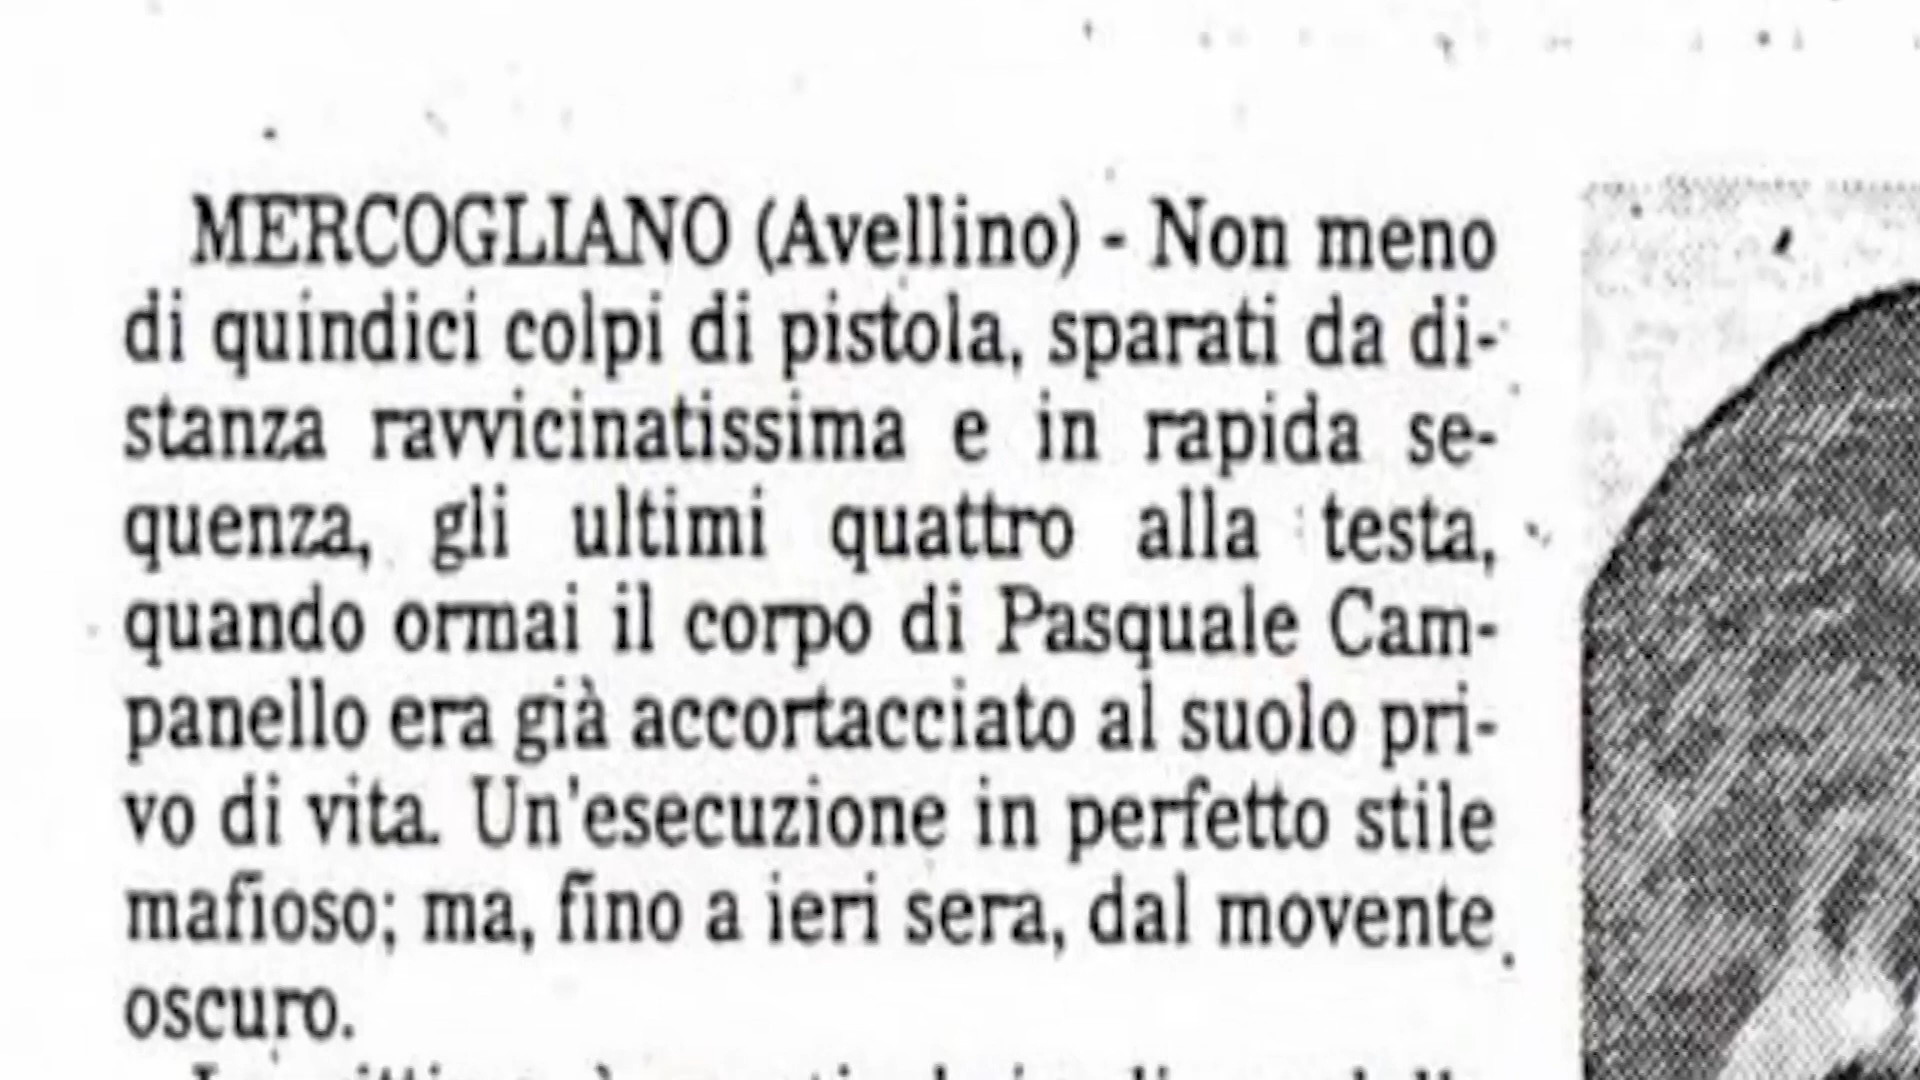 MERCOGLIANO (Avellino) - Non meno
di quindici colpi di pistola, sparati da di-
stanza ravvicinatissima e in rapida se-
quenza, gli ultimi quattro alla testa,
quando ormai il corpo di Pasquale Cam-
panello era già accortacciato al suolo pri-
vo di vita. Un'esecuzione in perfetto stile
mafioso; ma, fino a ieri sera, dal movente
oscuro.